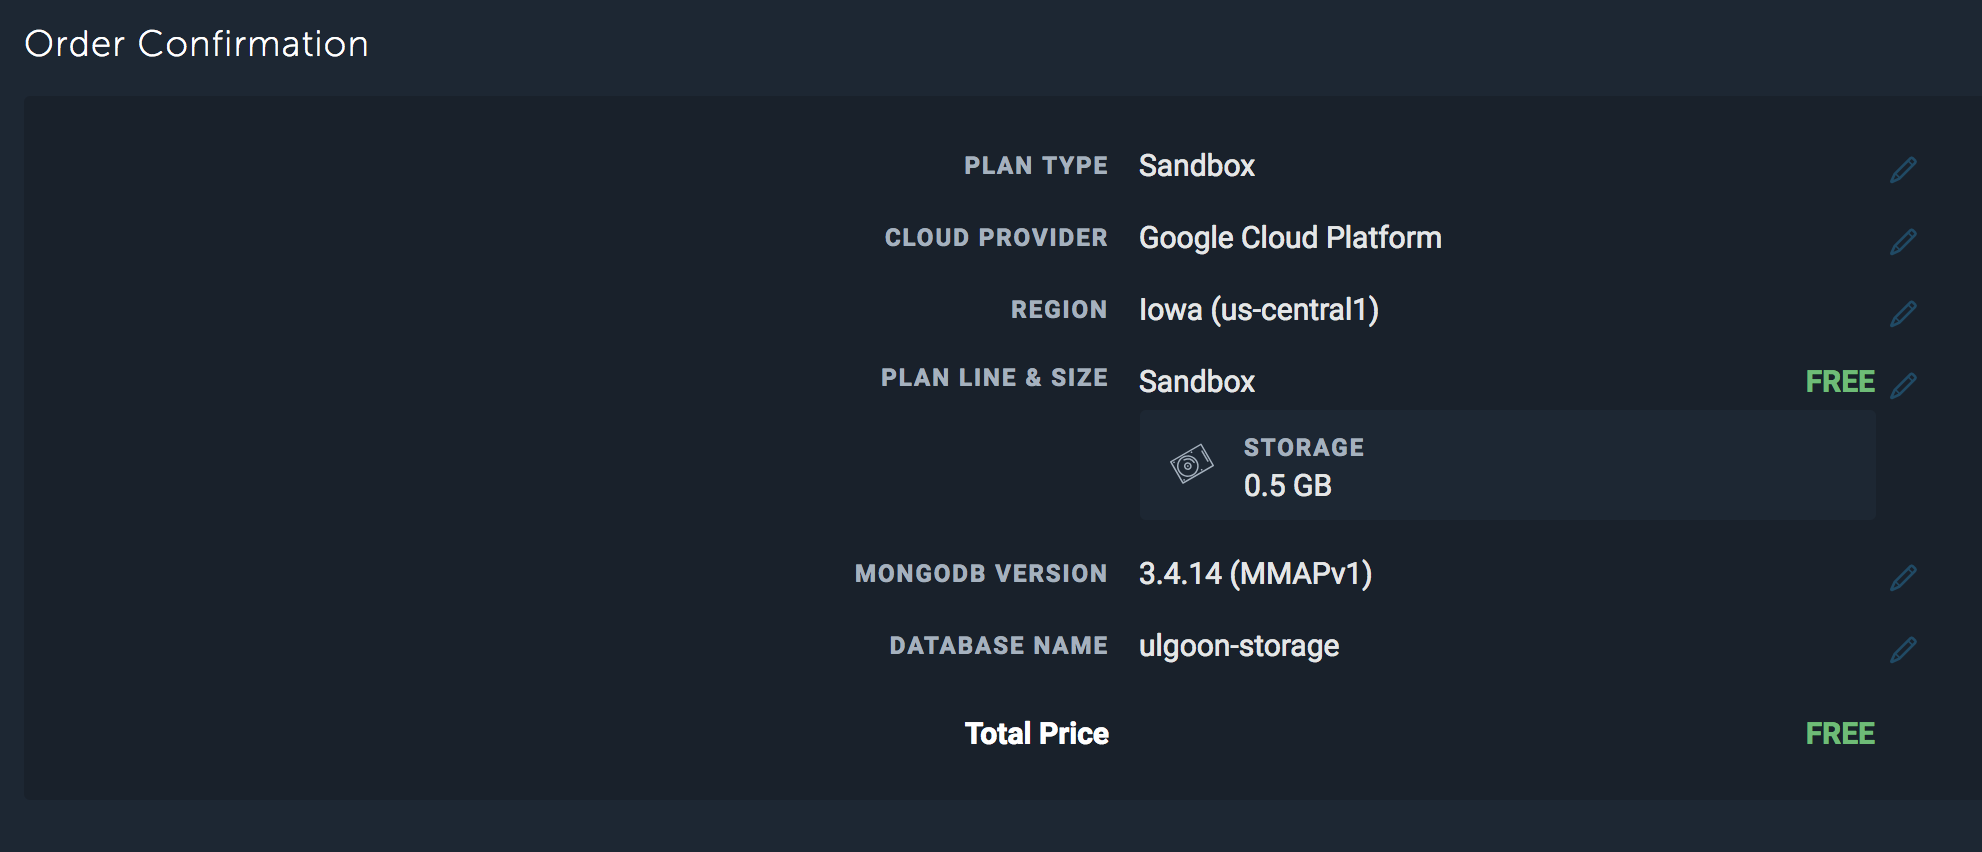 Order Confirmation
PLAN TYPE Sandbox
CLOUD PROVIDER Google Cloud Platform
REGION Iowa (us-central1)
PLAN LINE & SIZE Sandbox FREE
STORAGE
0.5 GB
MONGODB VERSION 3.4.14 (MMAPv1)
DATABASE NAME ulgoon-storage
Total Price FREE